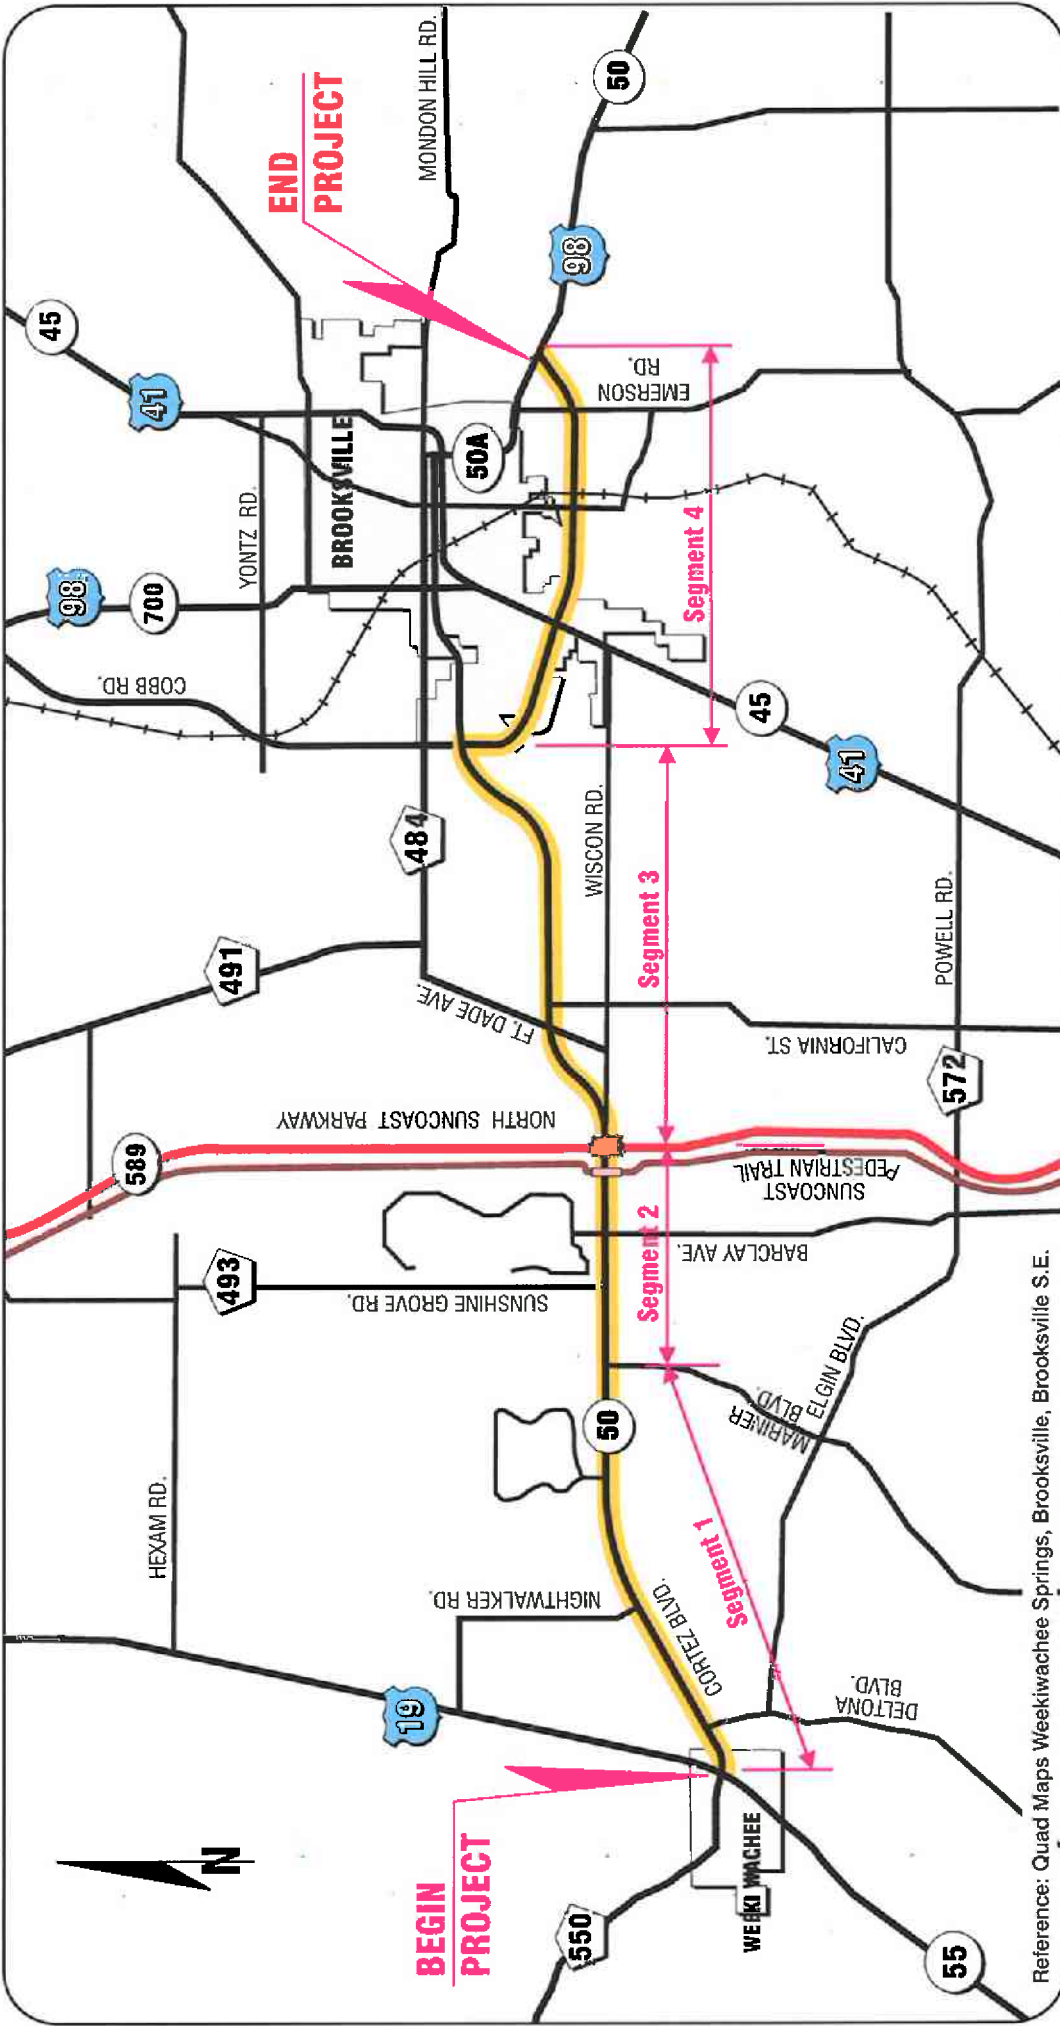 45
41
98
700
YONTZ RD.
COBB RD.
BROOKSVILLE
MONDON HILL RD.
END
PROJECT
50
98
50A
EMERSON
RD.
Segment 4
45
41
484
491
WISCON RD.
Segment 3
FT. DADE AVE.
CALIFORNIA ST.
POWELL RD.
572
589
NORTH SUNCOAST PARKWAY
SUNCOAST
PEDESTRIAN TRAIL
493
SUNSHINE GROVE RD.
BARCLAY AVE.
Segment 2
HEXAM RD.
50
MARINER
BLVD.
ELGIN BLVD.
NIGHTWALKER RD.
CORTEZ BLVD.
Segment 1
19
DELTONA
BLVD.
N
BEGIN
PROJECT
WEEKI WACHEE
550
55
Reference: Quad Maps Weekiwachee Springs, Brooksville, Brooksville S.E.